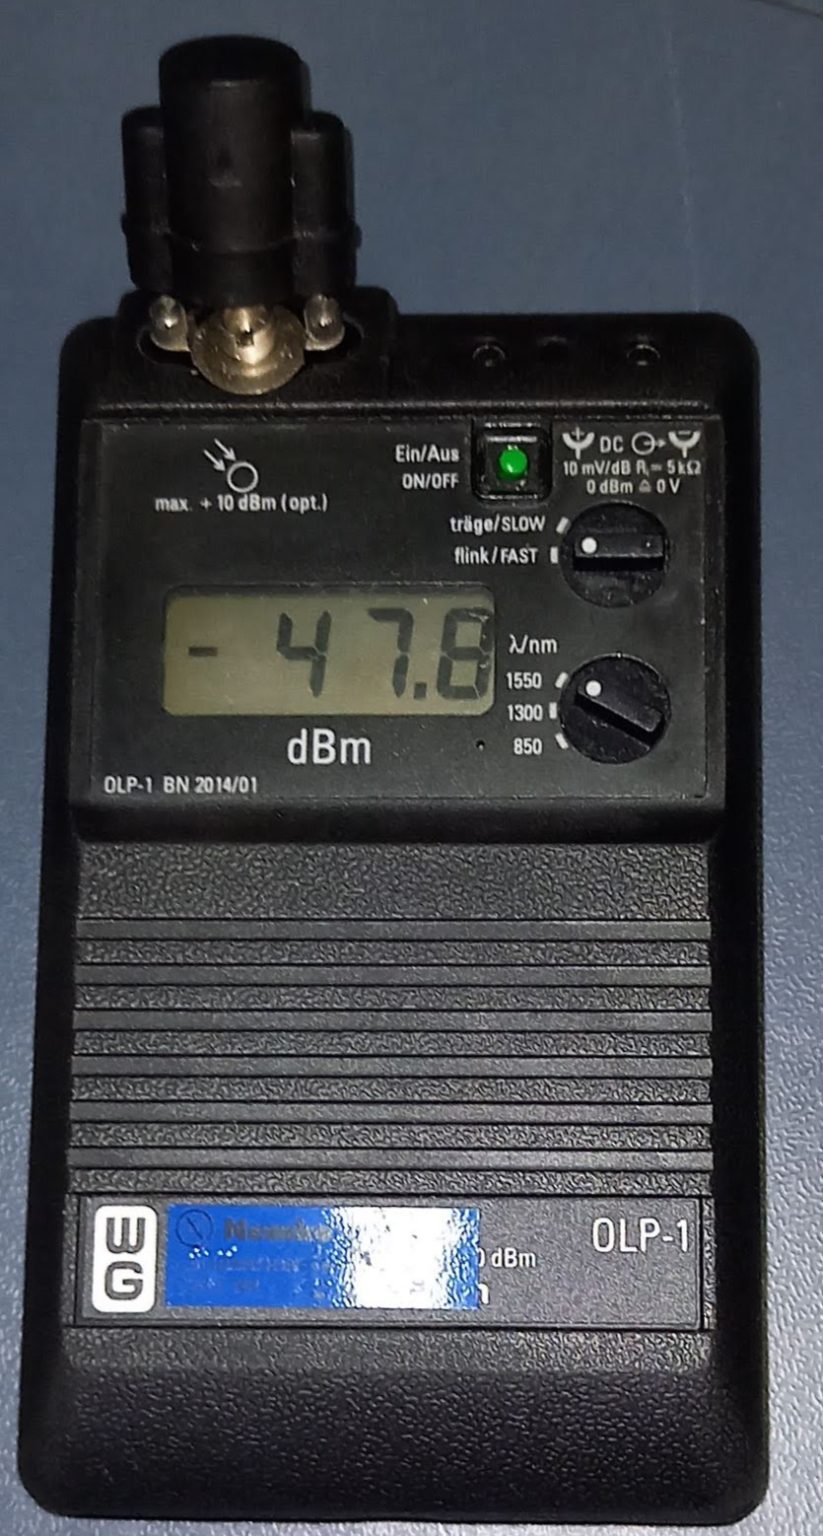 Ein/Aus
ON/OFF
DC
10 mV/dB Rᵢ = 5 kΩ
0 dBm ≙ 0 V
max. + 10 dBm (opt.)
träge/SLOW
flink/FAST
- 47.8
dBm
λ/nm
1550
1300
850
OLP-1 BN 2014/01
WG
dBm
OLP-1